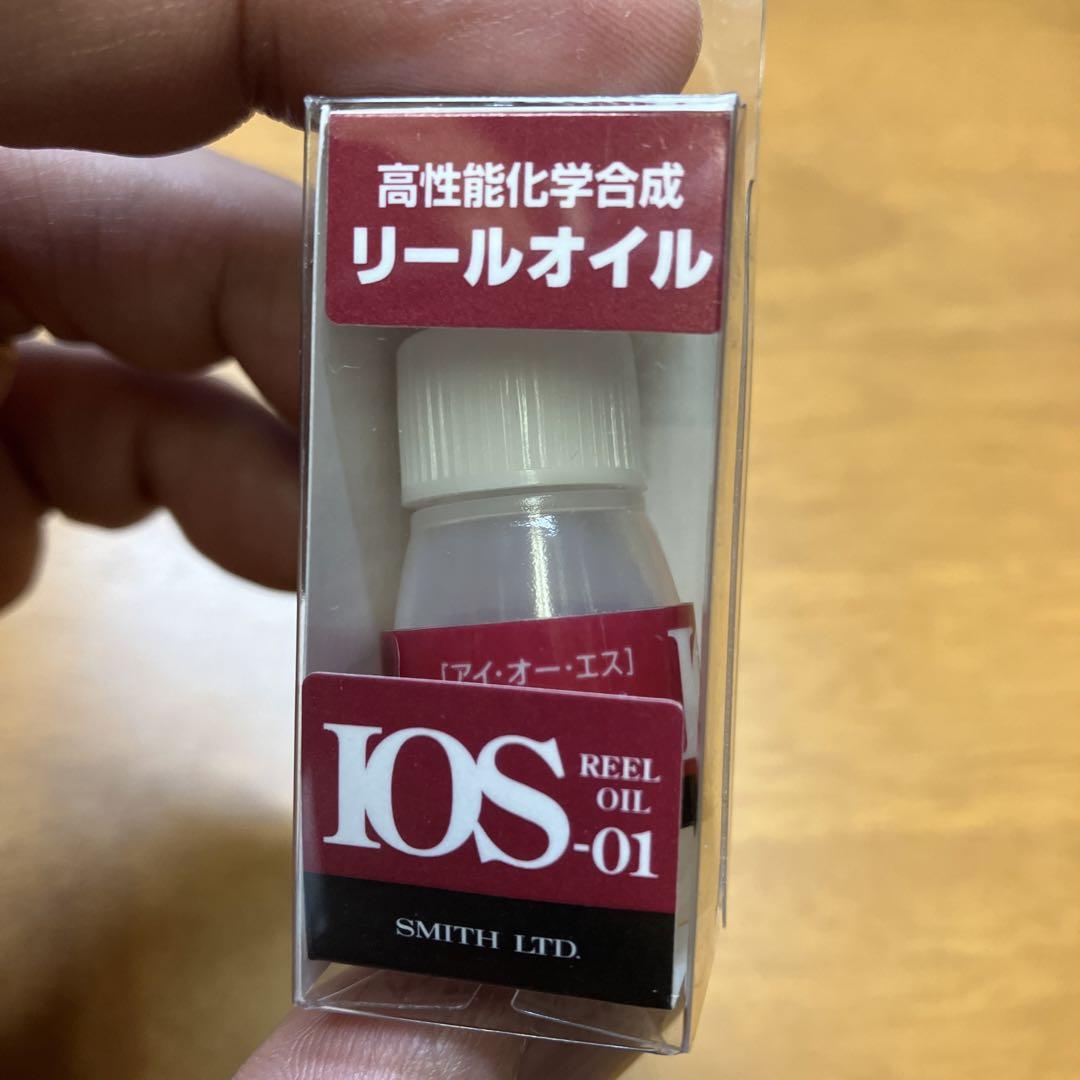 高性能化学合成
リールオイル
[アイ・オー・エス]
IOS REEL
OIL
-01
SMITH LTD.